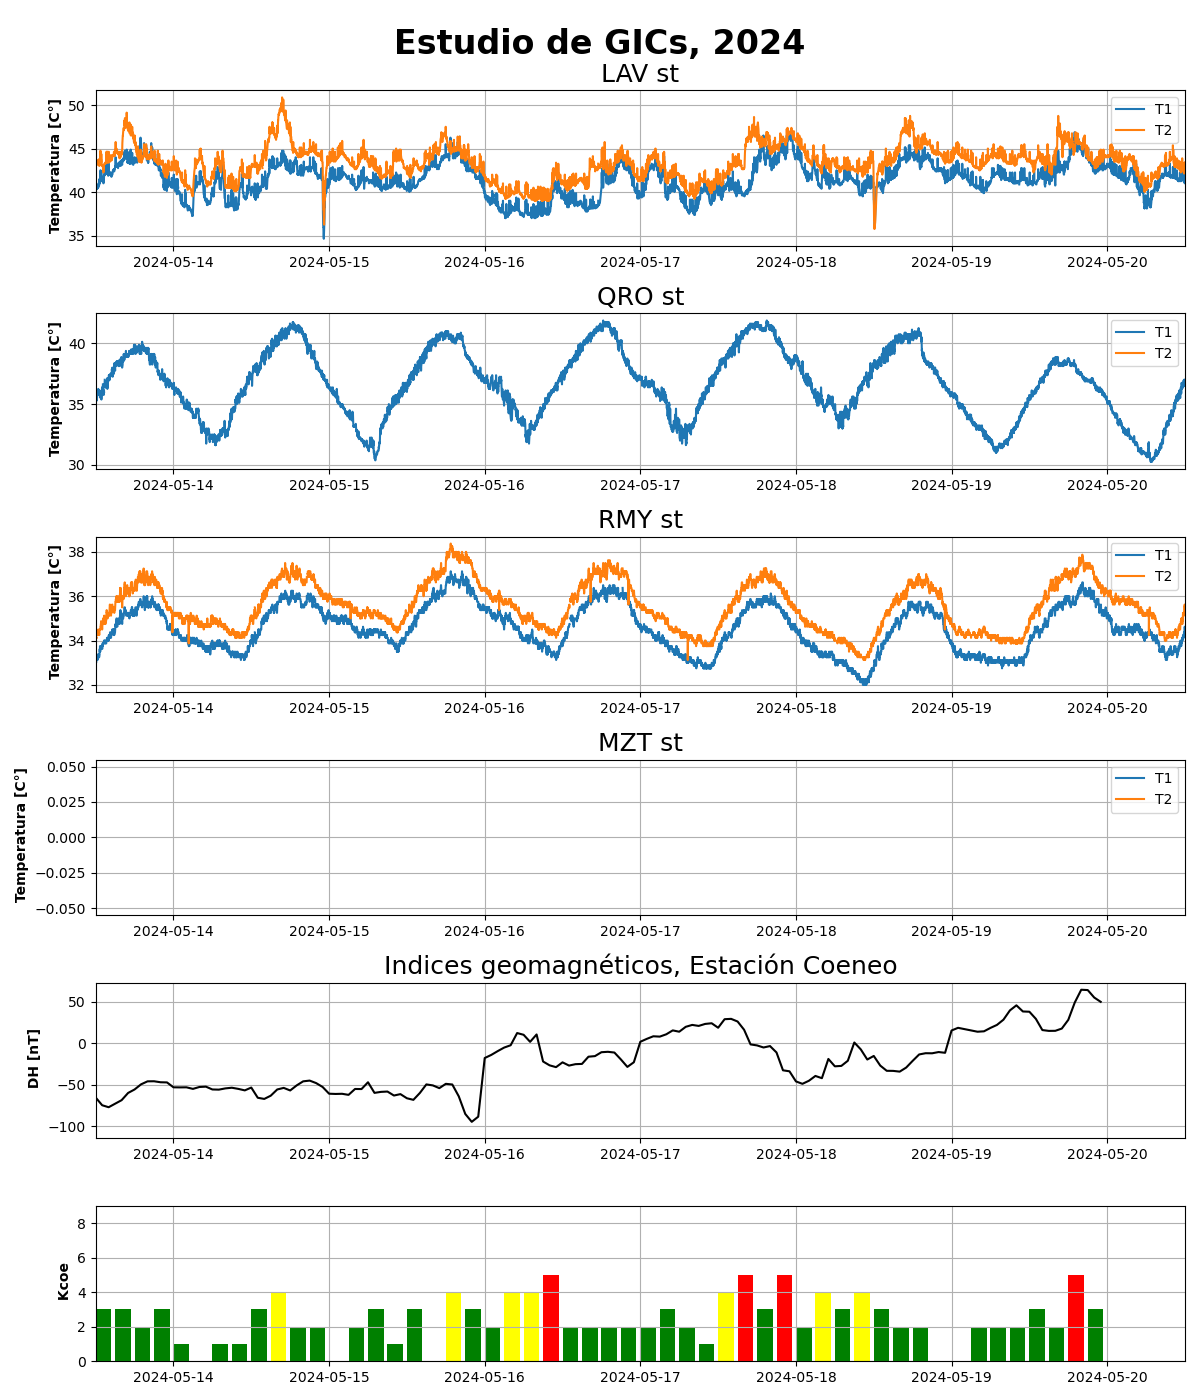 Estudio de GICs, 2024
LAV st
Temperatura [C°]
50
45
40
35
T1
T2
2024-05-14 2024-05-15 2024-05-16 2024-05-17 2024-05-18 2024-05-19 2024-05-20
QRO st
Temperatura [C°]
40
35
30
T1
T2
2024-05-14 2024-05-15 2024-05-16 2024-05-17 2024-05-18 2024-05-19 2024-05-20
RMY st
Temperatura [C°]
38
36
34
32
T1
T2
2024-05-14 2024-05-15 2024-05-16 2024-05-17 2024-05-18 2024-05-19 2024-05-20
MZT st
Temperatura [C°]
0.050
0.025
0.000
−0.025
−0.050
T1
T2
2024-05-14 2024-05-15 2024-05-16 2024-05-17 2024-05-18 2024-05-19 2024-05-20
Indices geomagnéticos, Estación Coeneo
DH [nT]
50
0
−50
−100
2024-05-14 2024-05-15 2024-05-16 2024-05-17 2024-05-18 2024-05-19 2024-05-20
Kcoe
8
6
4
2
0
2024-05-14 2024-05-15 2024-05-16 2024-05-17 2024-05-18 2024-05-19 2024-05-20